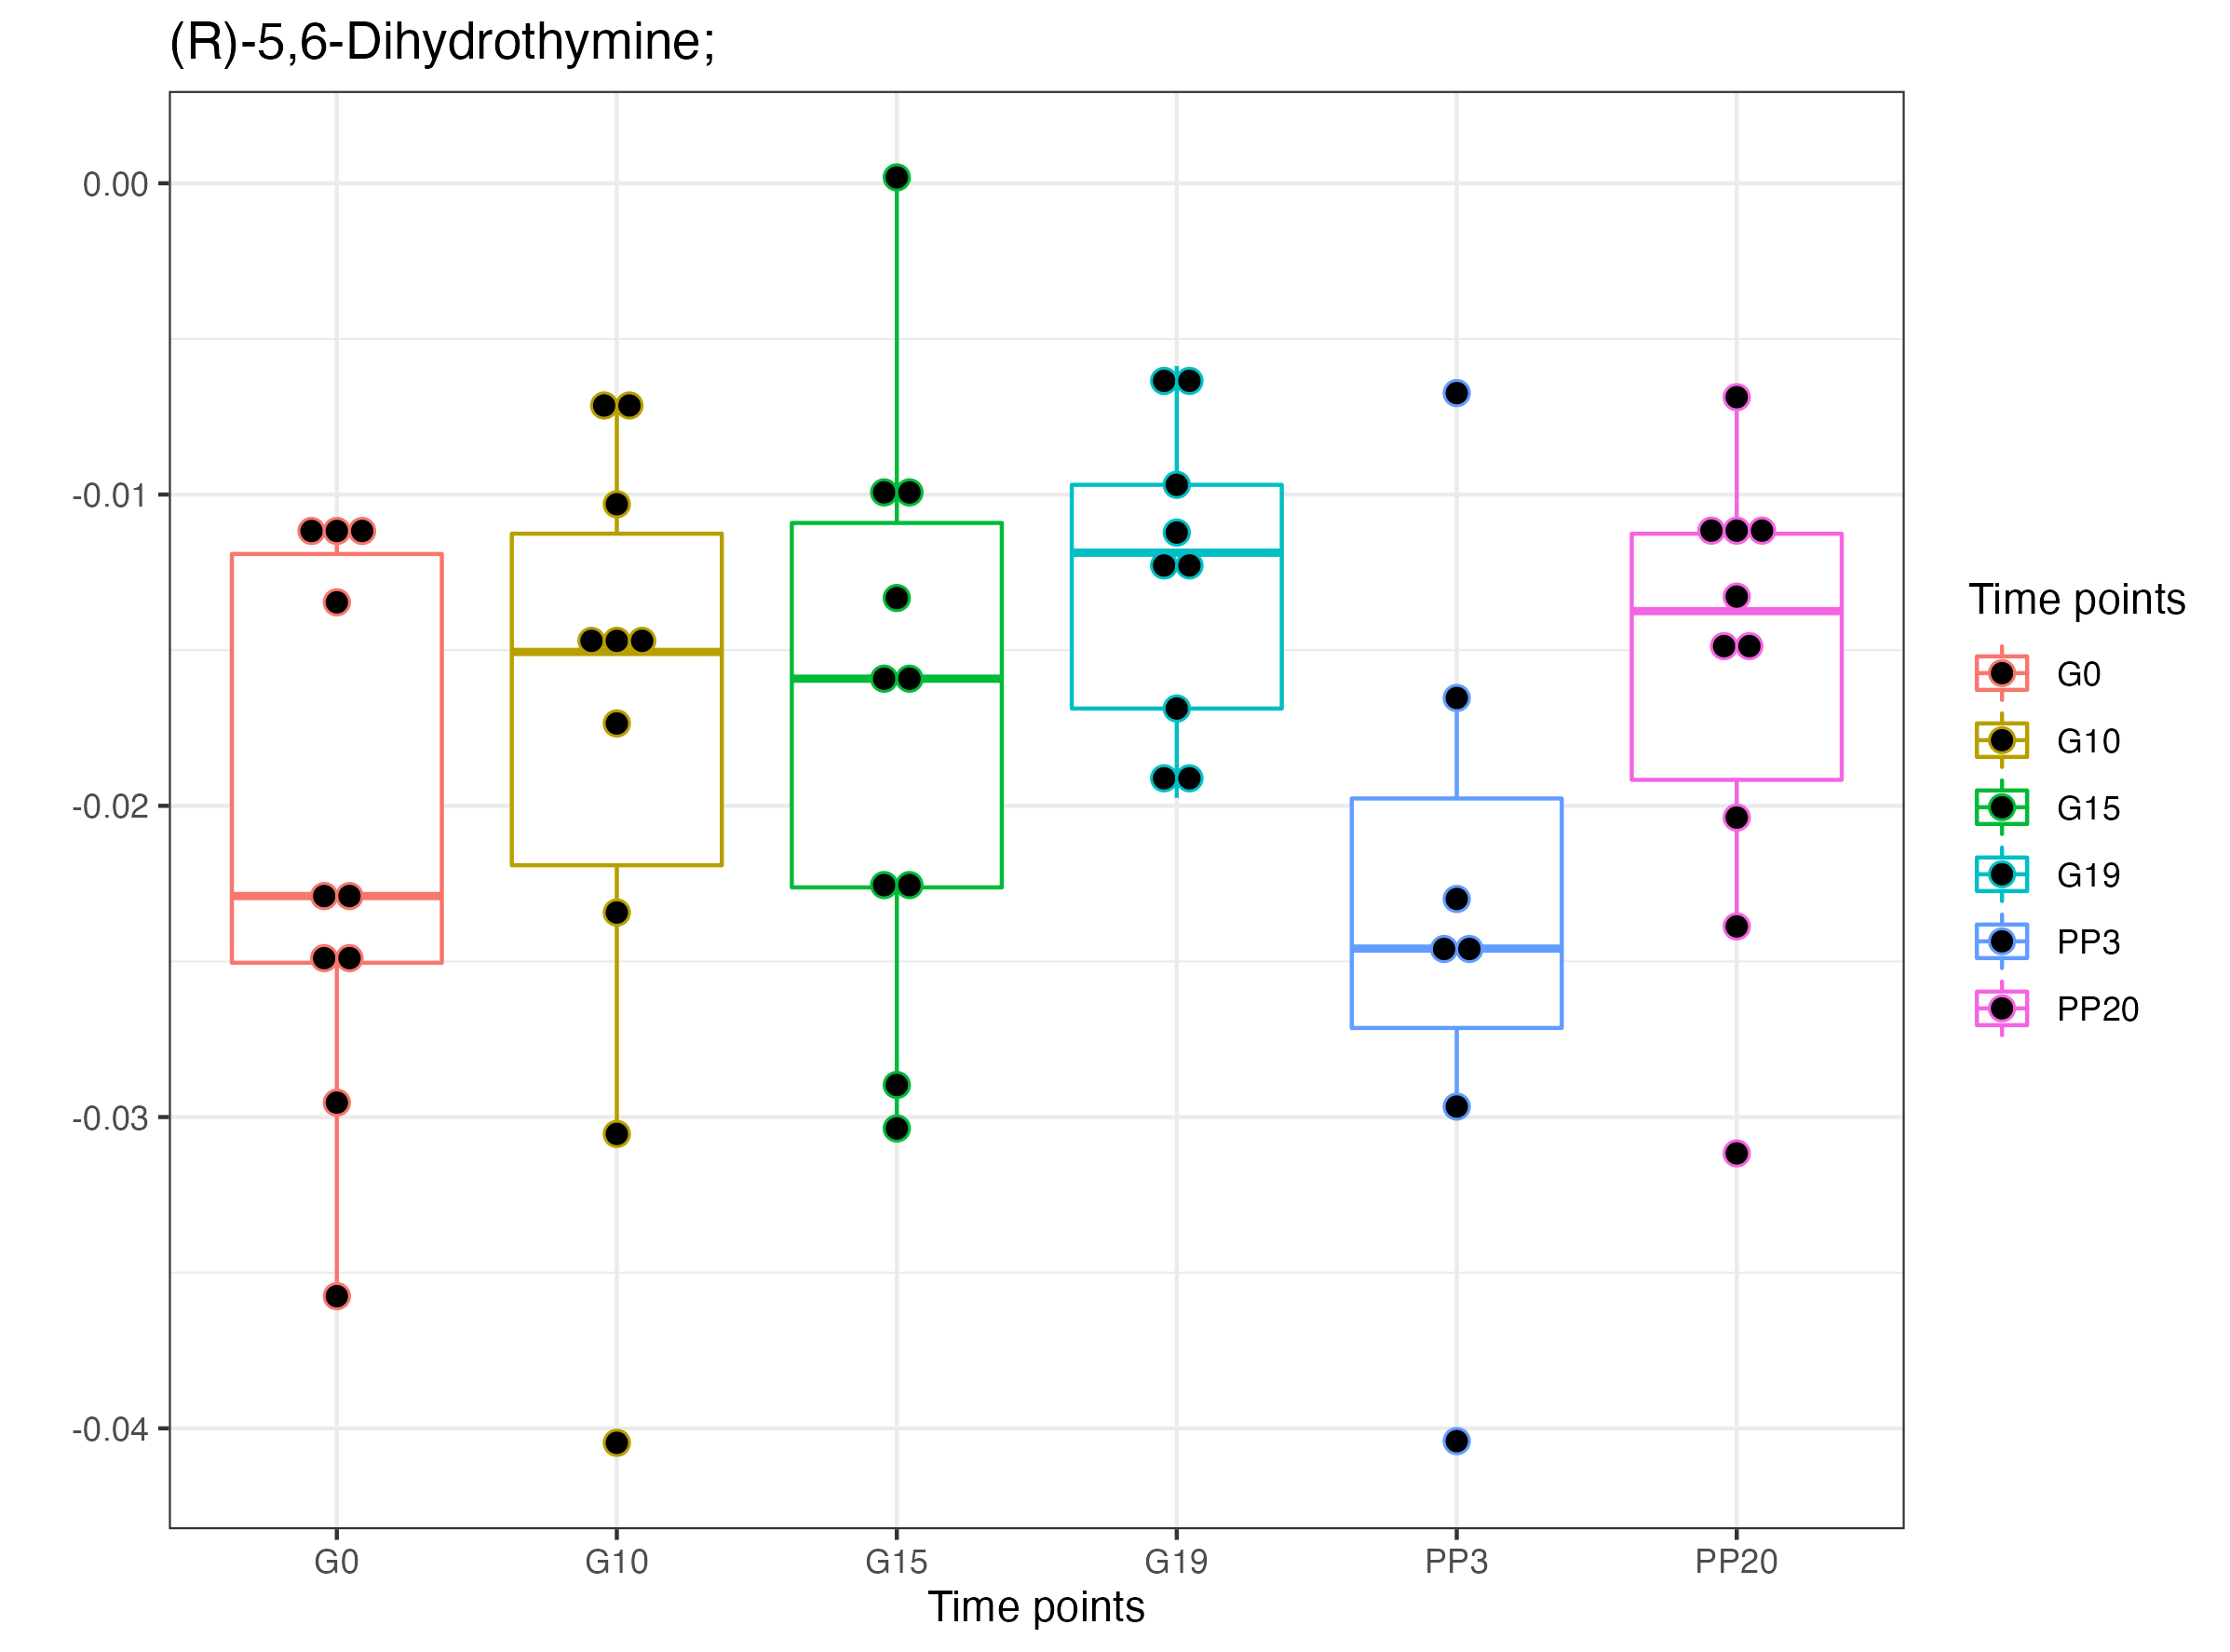 (R)-5,6-Dihydrothymine;
0.00
-0.01
-0.02
-0.03
-0.04
G0 G10 G15 G19 PP3 PP20
Time points
Time points
G0
G10
G15
G19
PP3
PP20